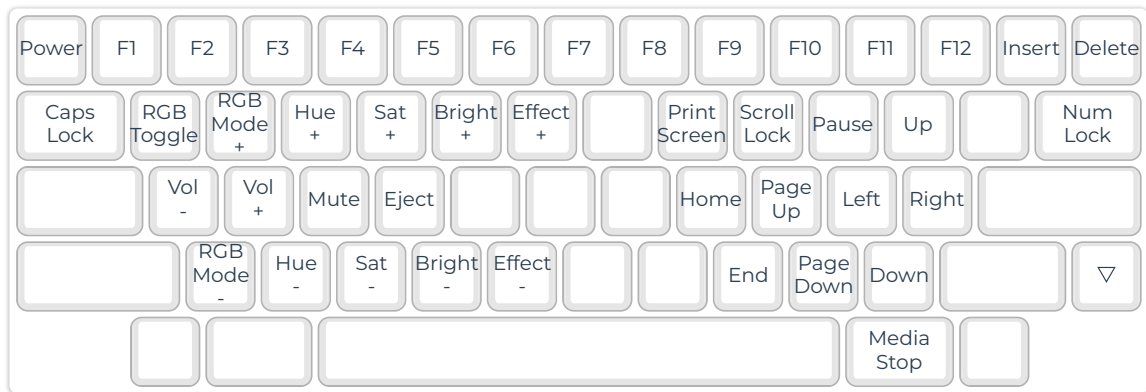 Power F1 F2 F3 F4 F5 F6 F7 F8 F9 F10 F11 F12 Insert Delete
Caps Lock RGB Toggle RGB Mode + Hue + Sat + Bright + Effect + Print Screen Scroll Lock Pause Up Num Lock
Vol - Vol + Mute Eject Home Page Up Left Right
RGB Mode - Hue - Sat - Bright - Effect - End Page Down Down ▽
Media Stop